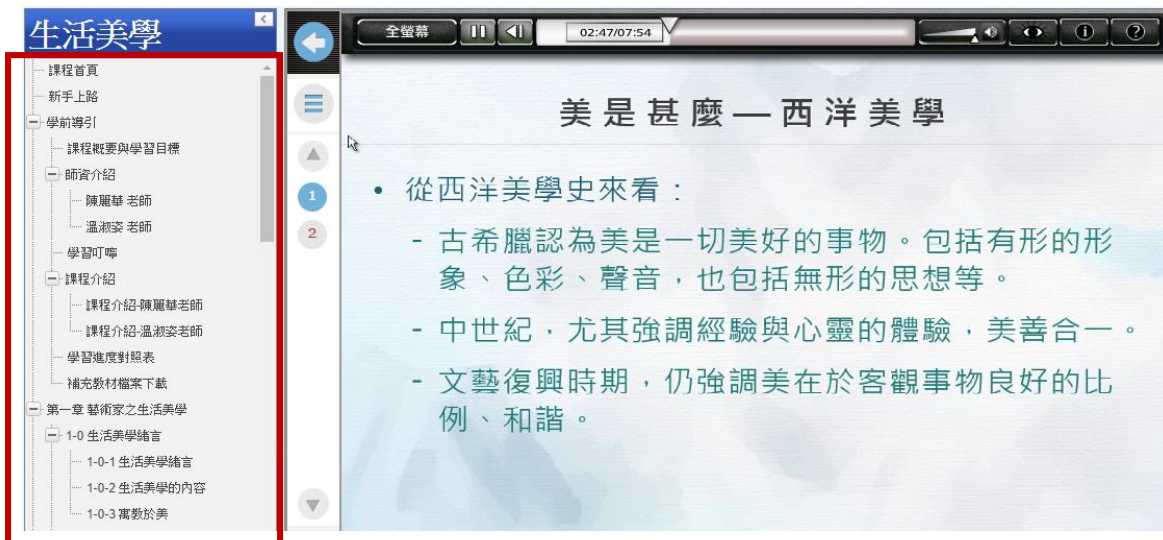 生活美學
課程首頁
新手上路
學前導引
課程概要與學習目標
師資介紹
陳麗華 老師
溫淑姿 老師
學習叮嚀
課程介紹
課程介紹-陳麗華老師
課程介紹-溫淑姿老師
學習進度對照表
補充教材檔案下載
第一章 藝術家之生活美學
1-0 生活美學緒言
1-0-1 生活美學緒言
1-0-2 生活美學的內容
1-0-3 寓教於美
全螢幕
02:47/07:54
1
2
美是甚麼—西洋美學
• 從西洋美學史來看：
- 古希臘認為美是一切美好的事物。包括有形的形
象、色彩、聲音，也包括無形的思想等。
- 中世紀，尤其強調經驗與心靈的體驗，美善合一。
- 文藝復興時期，仍強調美在於客觀事物良好的比
例、和諧。